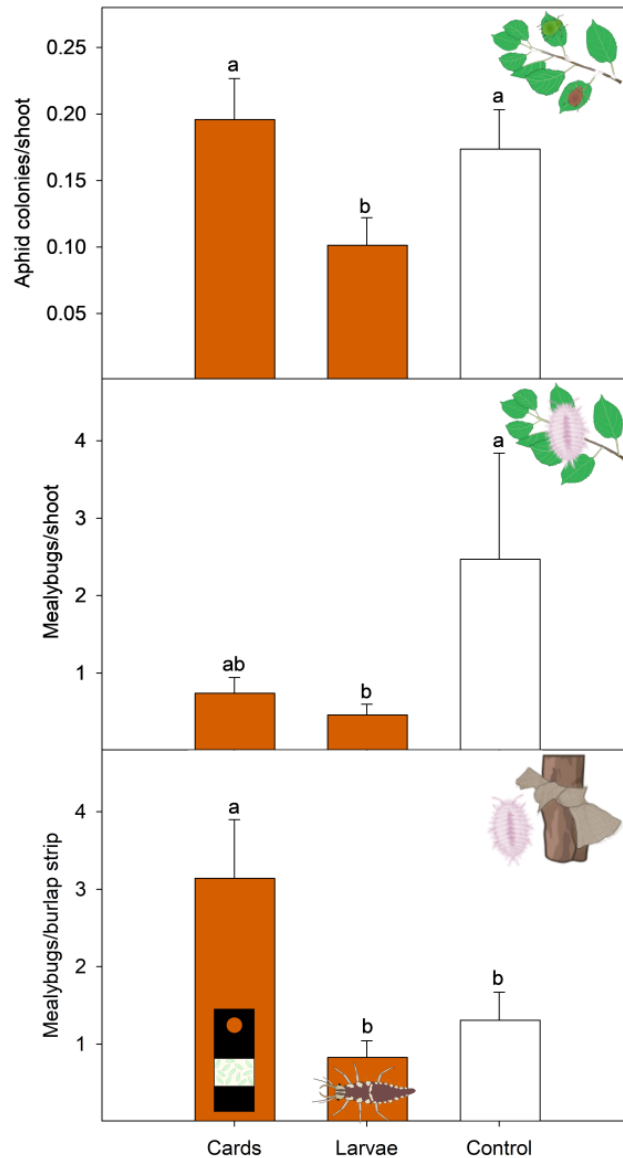 Aphid colonies/shoot
0.25
0.20
0.15
0.10
0.05
a
b
a
Mealybugs/shoot
4
3
2
1
ab
b
a
Mealybugs/burlap strip
4
3
2
1
a
b
b
Cards Larvae Control